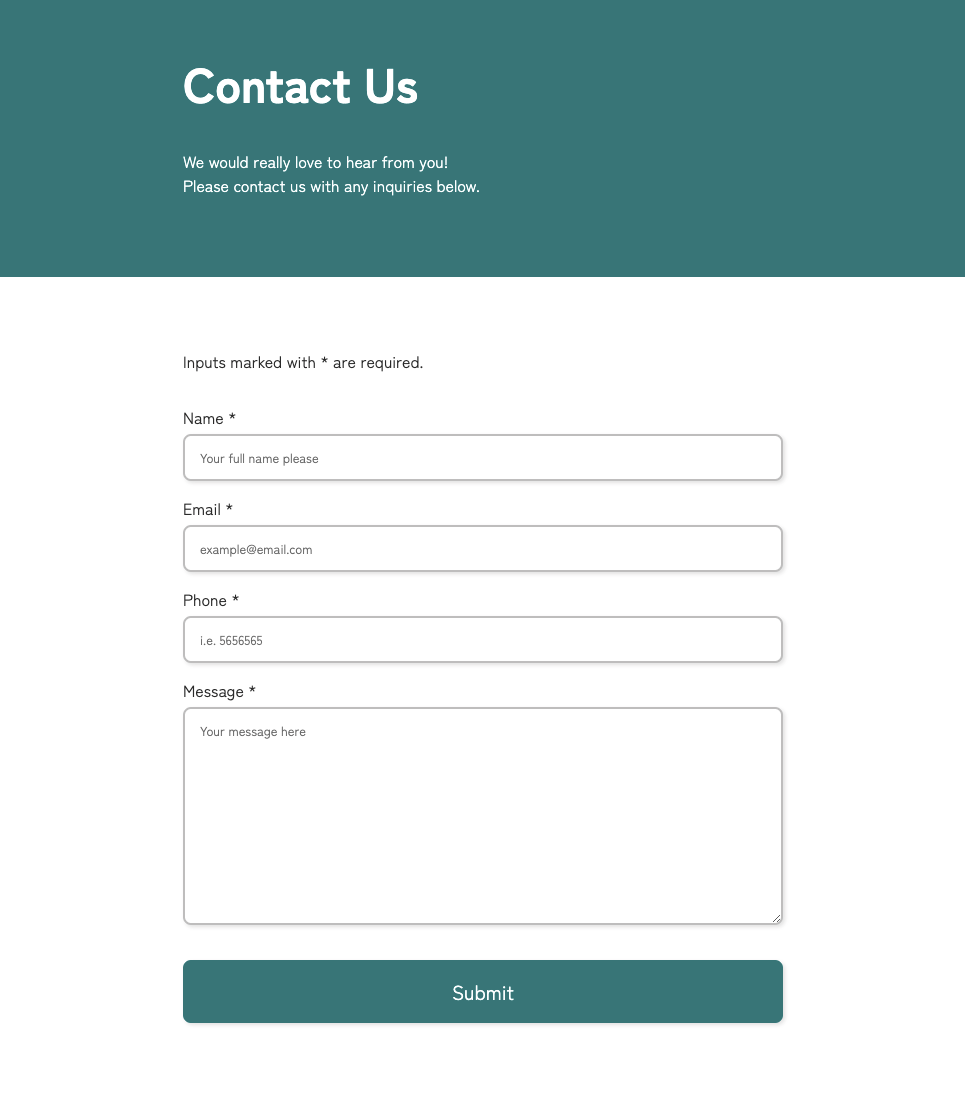 Contact Us
We would really love to hear from you!
Please contact us with any inquiries below.
Inputs marked with * are required.
Name *
Your full name please
Email *
example@email.com
Phone *
i.e. 5656565
Message *
Your message here
Submit